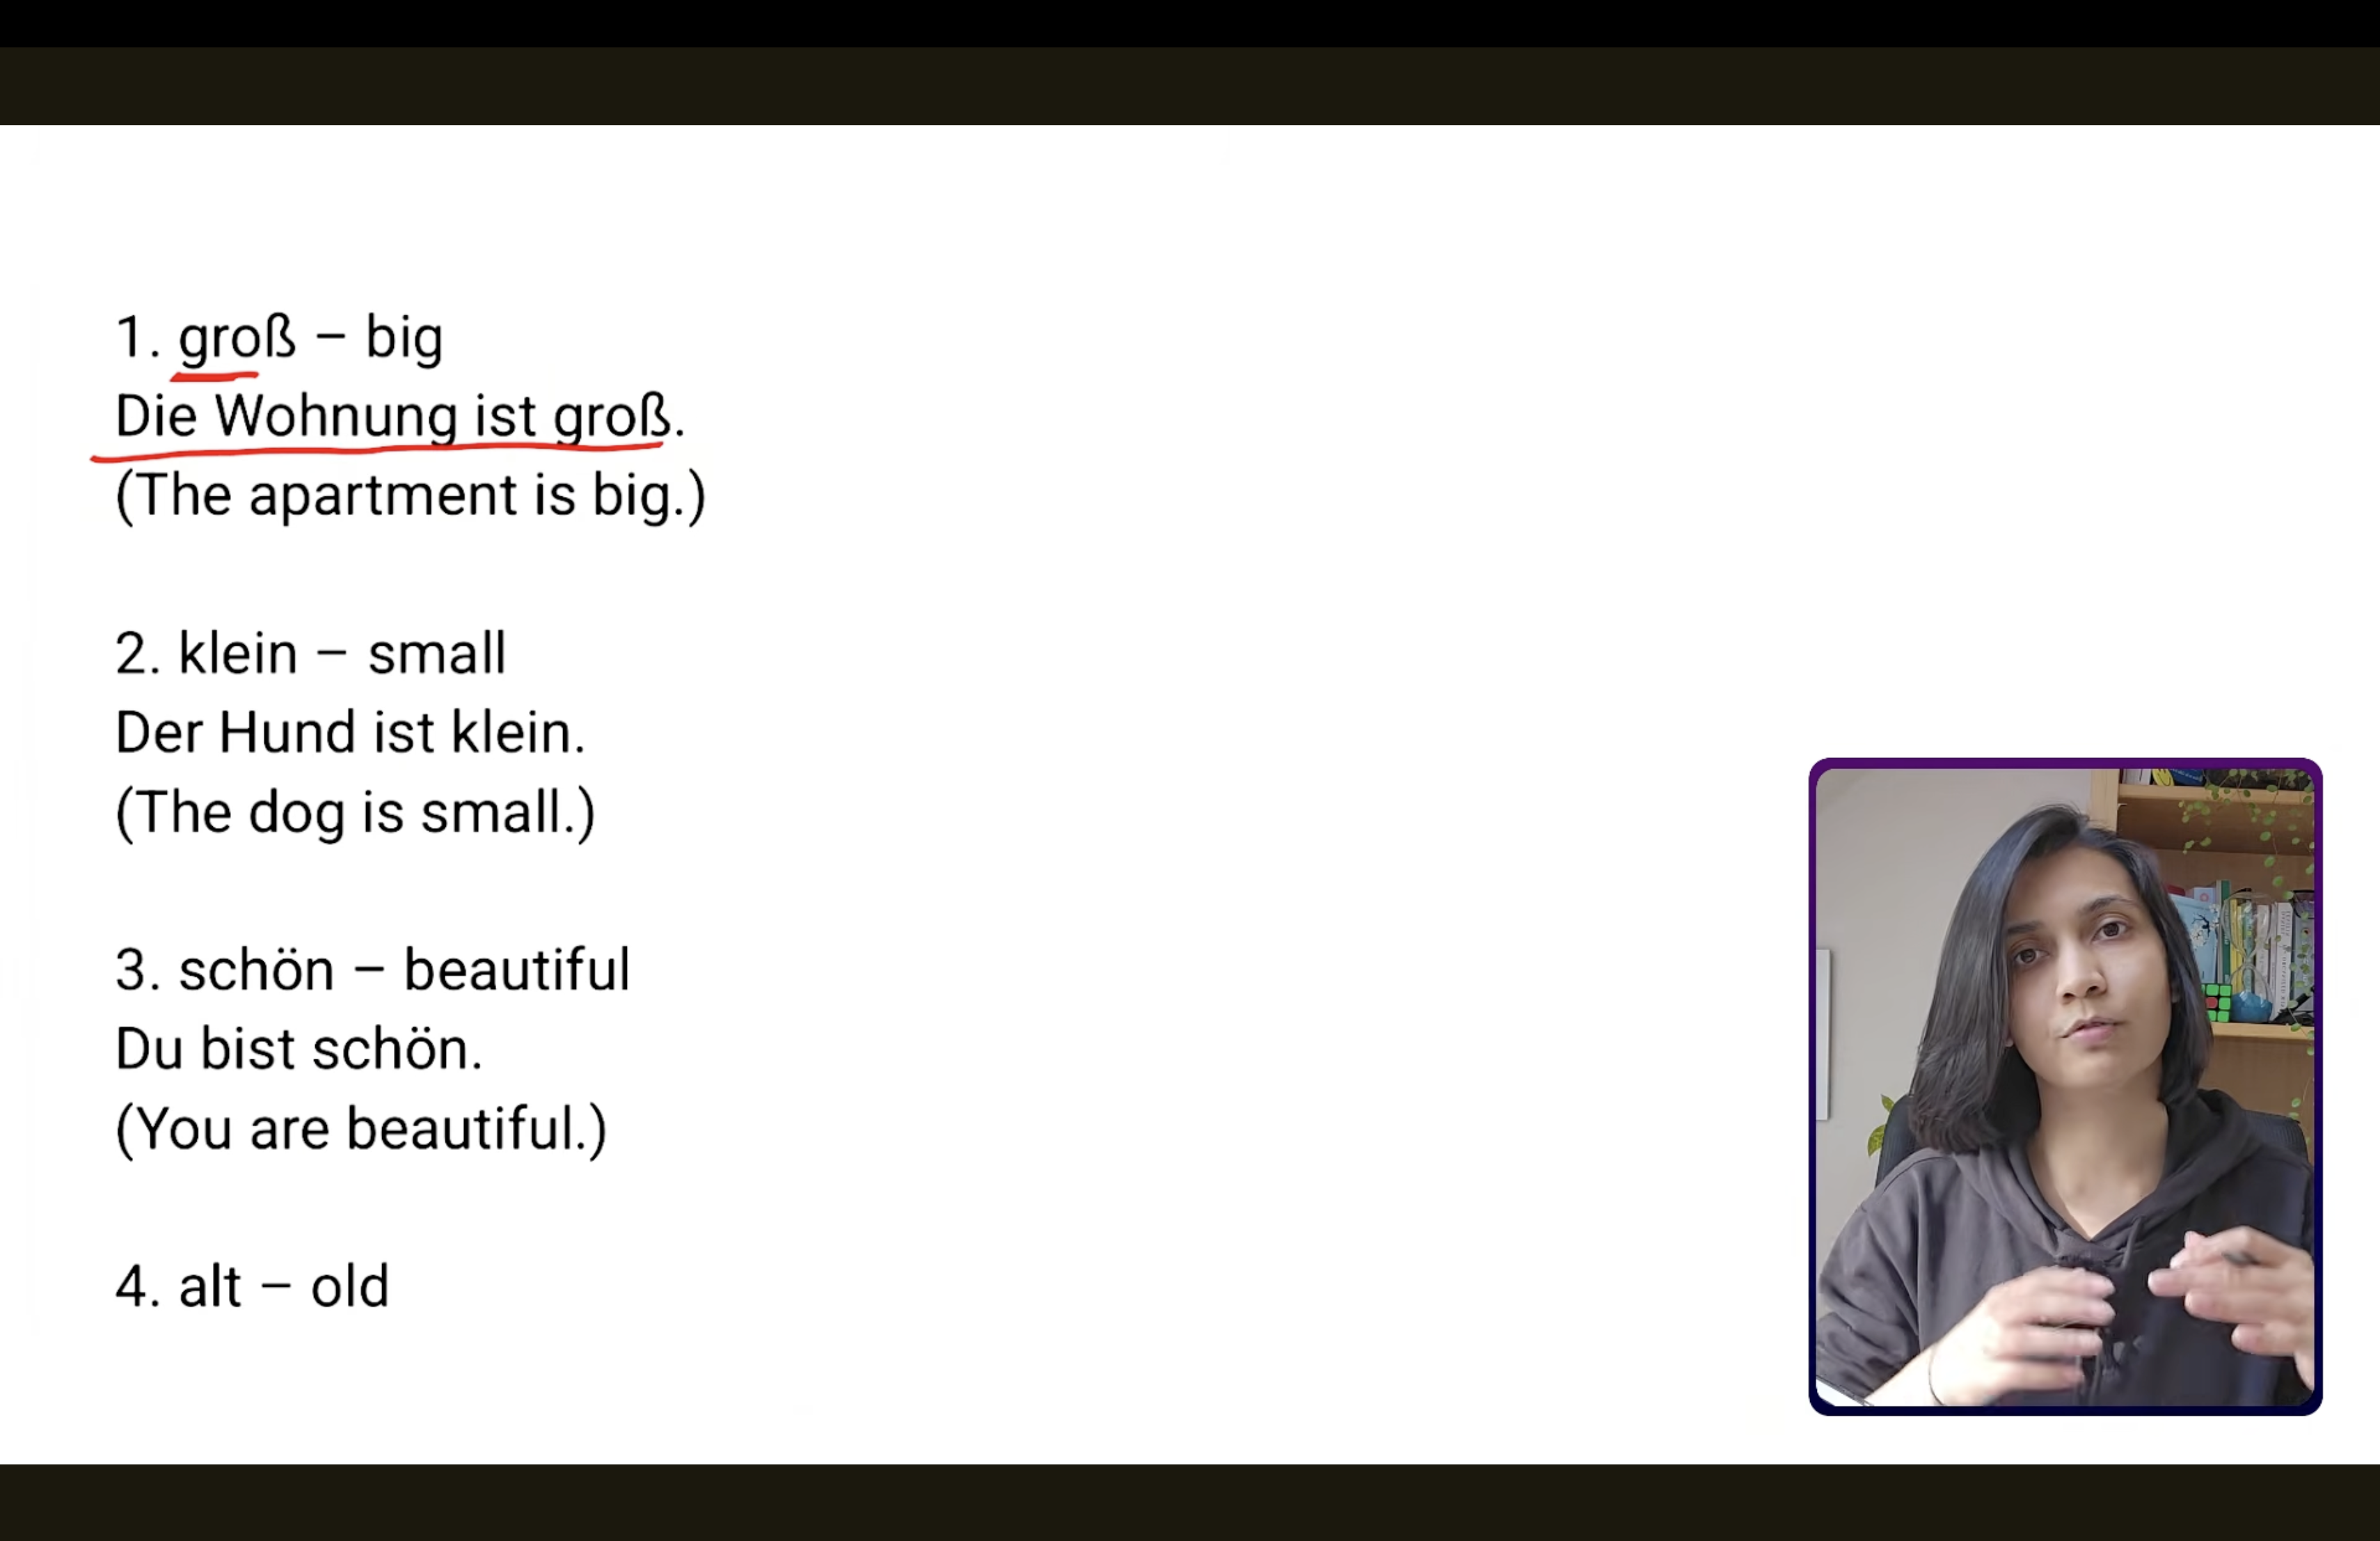 1. groß – big
Die Wohnung ist groß.
(The apartment is big.)
2. klein – small
Der Hund ist klein.
(The dog is small.)
3. schön – beautiful
Du bist schön.
(You are beautiful.)
4. alt – old